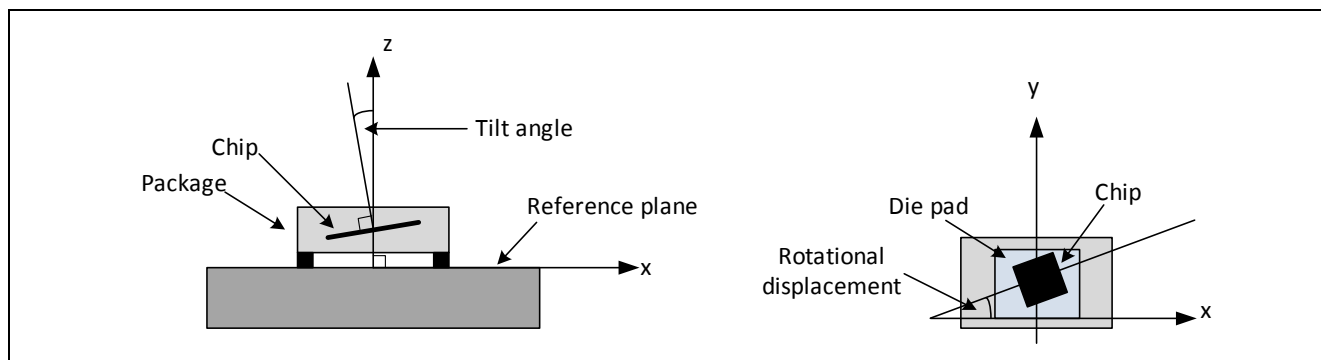 z
Tilt angle
Chip
Package
Reference plane
x
y
Die pad
Chip
Rotational
displacement
x